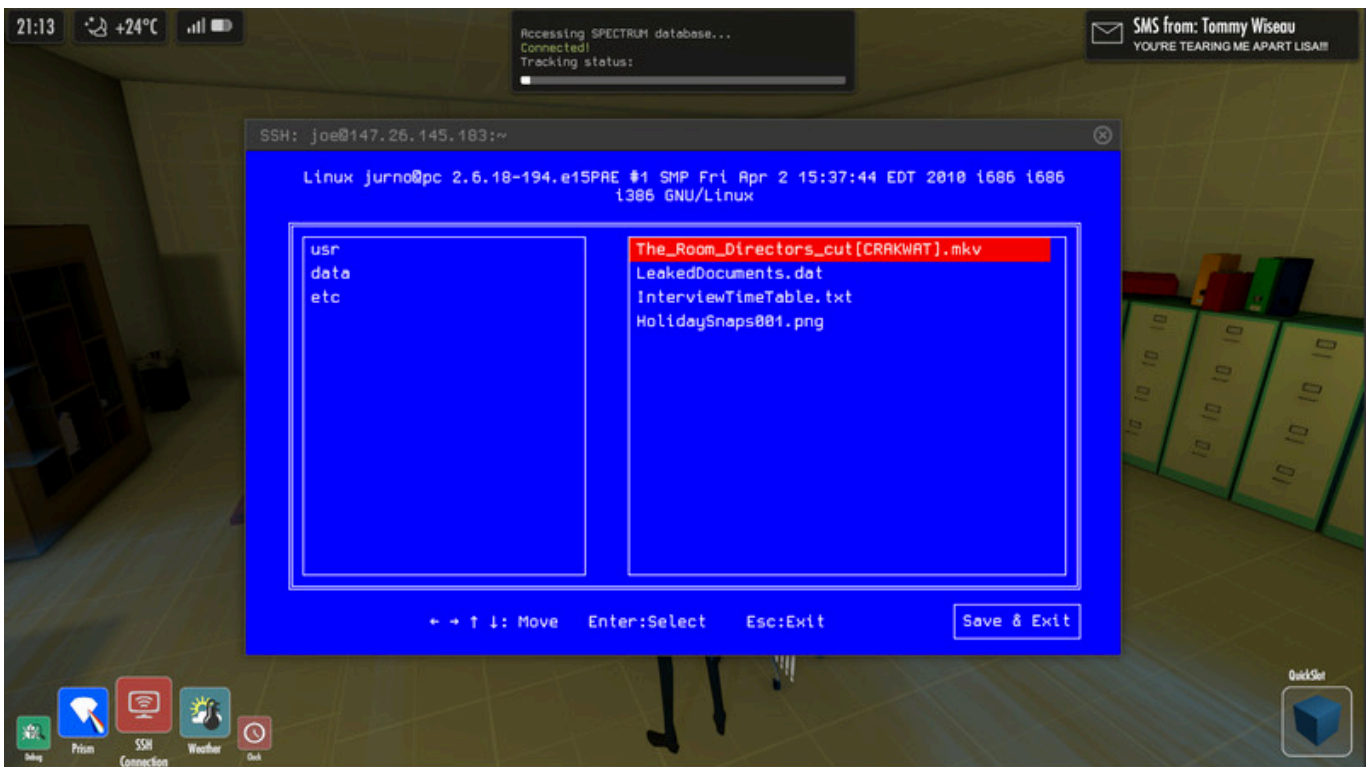 21:13
+24°C
Accessing SPECTRUM database...
Connected!
Tracking status:
SMS from: Tommy Wiseau
YOU'RE TEARING ME APART LISA!!!
SSH: joe@147.26.145.183:~
Linux jurno@pc 2.6.18-194.e15PAE #1 SMP Fri Apr 2 15:37:44 EDT 2010 i686 i686
i386 GNU/Linux
usr
data
etc
The_Room_Directors_cut[CRAKWAT].mkv
LeakedDocuments.dat
InterviewTimeTable.txt
HolidaySnaps001.png
← → ↑ ↓: Move Enter:Select Esc:Exit
Save & Exit
QuickSlot
Debug
Prism
SSH
Connection
Weather
Clock